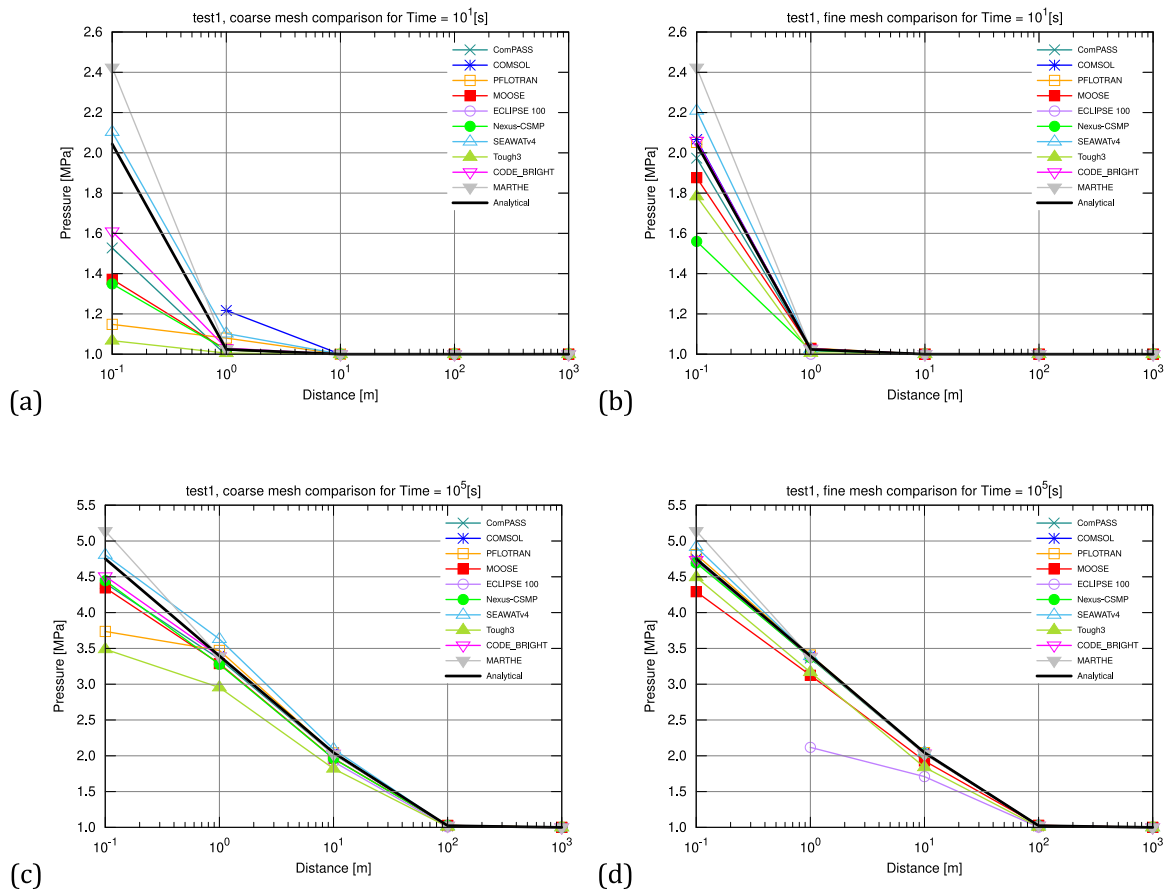 test1, coarse mesh comparison for Time = 10¹[s]
Pressure [MPa]
2.6
2.4
2.2
2.0
1.8
1.6
1.4
1.2
1.0
ComPASS
COMSOL
PFLOTRAN
MOOSE
ECLIPSE 100
Nexus-CSMP
SEAWATv4
Tough3
CODE_BRIGHT
MARTHE
Analytical
10⁻¹ 10⁰ 10¹ 10² 10³
Distance [m]
(a)
test1, fine mesh comparison for Time = 10¹[s]
Pressure [MPa]
2.6
2.4
2.2
2.0
1.8
1.6
1.4
1.2
1.0
ComPASS
COMSOL
PFLOTRAN
MOOSE
ECLIPSE 100
Nexus-CSMP
SEAWATv4
Tough3
CODE_BRIGHT
MARTHE
Analytical
10⁻¹ 10⁰ 10¹ 10² 10³
Distance [m]
(b)
test1, coarse mesh comparison for Time = 10⁵[s]
Pressure [MPa]
5.5
5.0
4.5
4.0
3.5
3.0
2.5
2.0
1.5
1.0
ComPASS
COMSOL
PFLOTRAN
MOOSE
ECLIPSE 100
Nexus-CSMP
SEAWATv4
Tough3
CODE_BRIGHT
MARTHE
Analytical
10⁻¹ 10⁰ 10¹ 10² 10³
Distance [m]
(c)
test1, fine mesh comparison for Time = 10⁵[s]
Pressure [MPa]
5.5
5.0
4.5
4.0
3.5
3.0
2.5
2.0
1.5
1.0
ComPASS
COMSOL
PFLOTRAN
MOOSE
ECLIPSE 100
Nexus-CSMP
SEAWATv4
Tough3
CODE_BRIGHT
MARTHE
Analytical
10⁻¹ 10⁰ 10¹ 10² 10³
Distance [m]
(d)